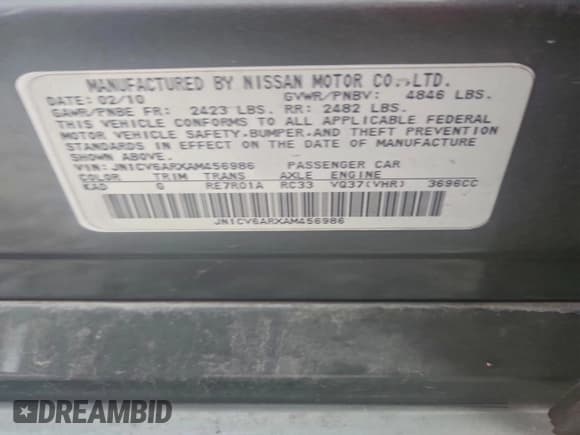 MANUFACTURED BY NISSAN MOTOR CO.,LTD.
DATE: 02/10 GVWR/PNBV: 4846 LBS.
GAWR/PNBE FR: 2423 LBS. RR: 2482 LBS.
THIS VEHICLE CONFORMS TO ALL APPLICABLE FEDERAL
MOTOR VEHICLE SAFETY,BUMPER,AND THEFT PREVENTION
STANDARDS IN EFFECT ON THE DATE OF MANUFACTURE
SHOWN ABOVE.
VIN: JN1CV6ARXAM456986 PASSENGER CAR
COLOR TRIM TRANS AXLE ENGINE
KAD G RE7R01A RC33 VQ37(VHR) 3696CC
JN1CV6ARXAM456986
DREAMBID